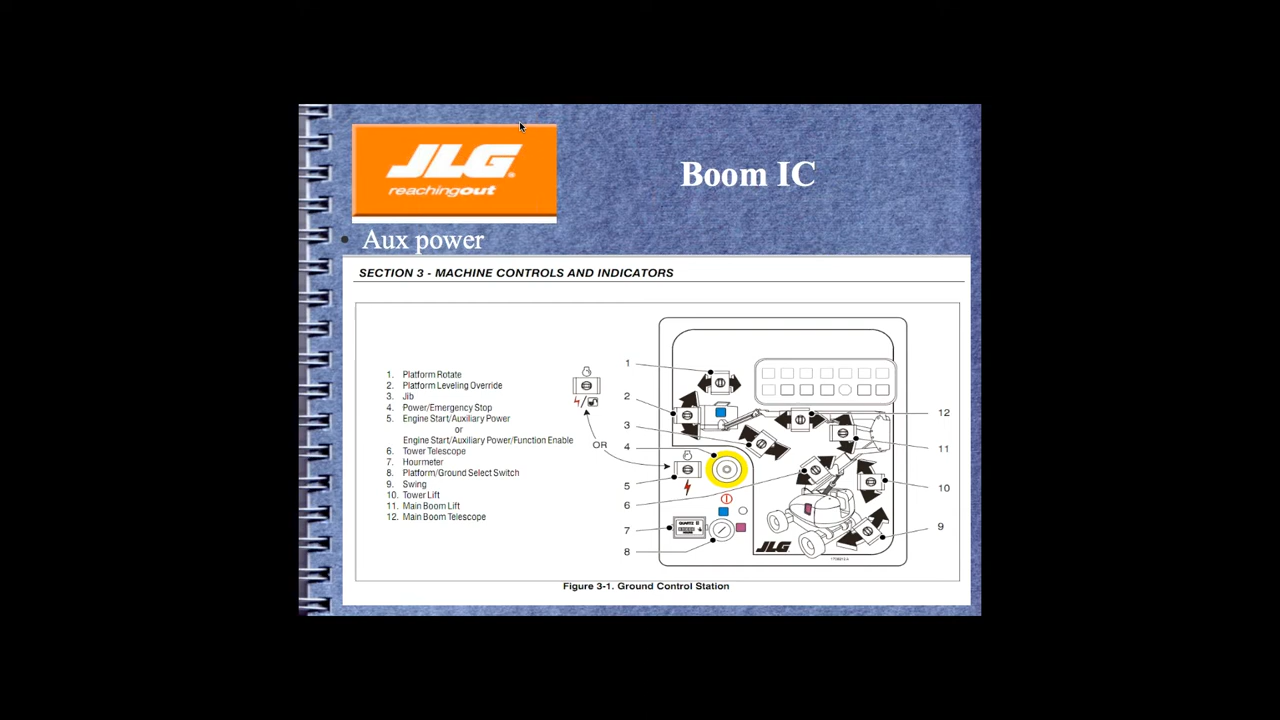 JLG
reachingout
Boom IC
• Aux power
SECTION 3 - MACHINE CONTROLS AND INDICATORS
1. Platform Rotate
2. Platform Leveling Override
3. Jib
4. Power/Emergency Stop
5. Engine Start/Auxiliary Power
or
Engine Start/Auxiliary Power/Function Enable
6. Tower Telescope
7. Hourmeter
8. Platform/Ground Select Switch
9. Swing
10. Tower Lift
11. Main Boom Lift
12. Main Boom Telescope
OR
1
2
3
4
5
6
7
8
12
11
10
9
QUARTZ
JLG
Figure 3-1. Ground Control Station